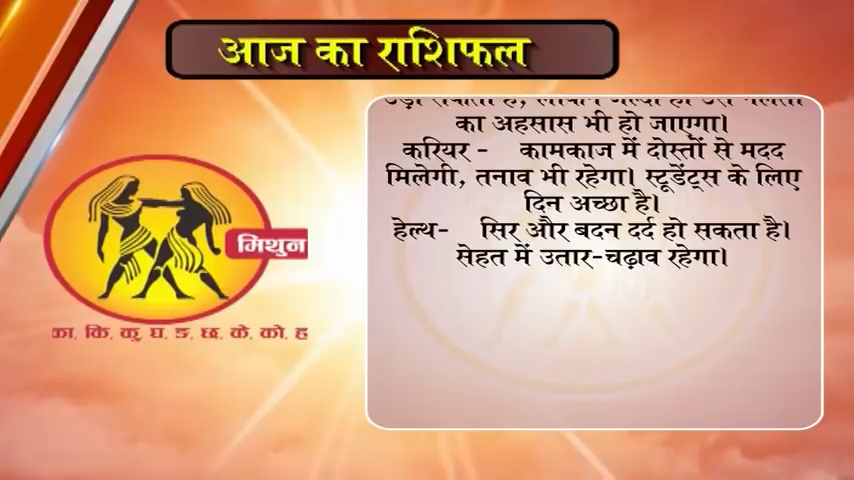 आज का राशिफल
का अहसास भी हो जाएगा।
करियर - कामकाज में दोस्तों से मदद
मिलेगी, तनाव भी रहेगा। स्टूडेंट्स के लिए
दिन अच्छा है।
हेल्थ- सिर और बदन दर्द हो सकता है।
सेहत में उतार-चढ़ाव रहेगा।
मिथुन
का, कि, कु, घ, ङ, छ, के, को, ह